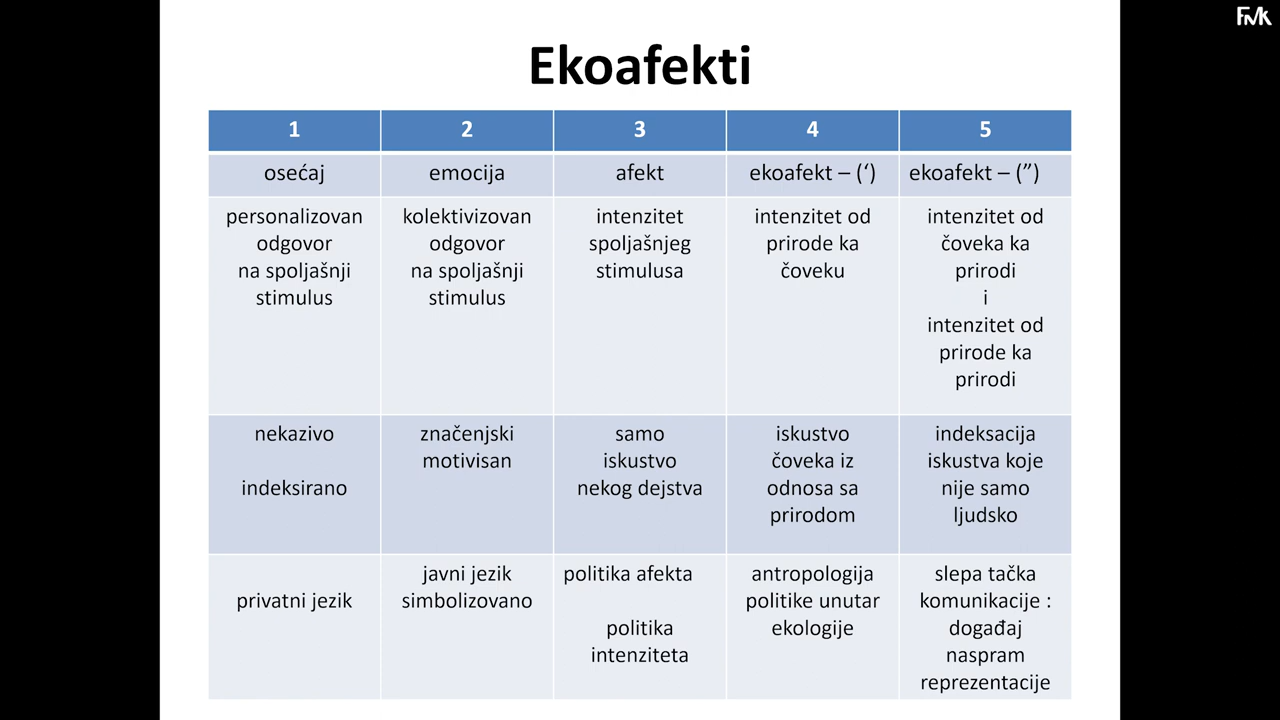 FMk
Ekoafekti
1 2 3 4 5
osećaj emocija afekt ekoafekt – (‘) ekoafekt – (”)
personalizovan
odgovor
na spoljašnji
stimulus
kolektivizovan
odgovor
na spoljašnji
stimulus
intenzitet
spoljašnjeg
stimulusa
intenzitet od
prirode ka
čoveku
intenzitet od
čoveka ka
prirodi
i
intenzitet od
prirode ka
prirodi
nekazivo
indeksirano
značenjski
motivisan
samo
iskustvo
nekog dejstva
iskustvo
čoveka iz
odnosa sa
prirodom
indeksacija
iskustva koje
nije samo
ljudsko
privatni jezik
javni jezik
simbolizovano
politika afekta
politika
intenziteta
antropologija
politike unutar
ekologije
slepa tačka
komunikacije :
događaj
naspram
reprezentacije